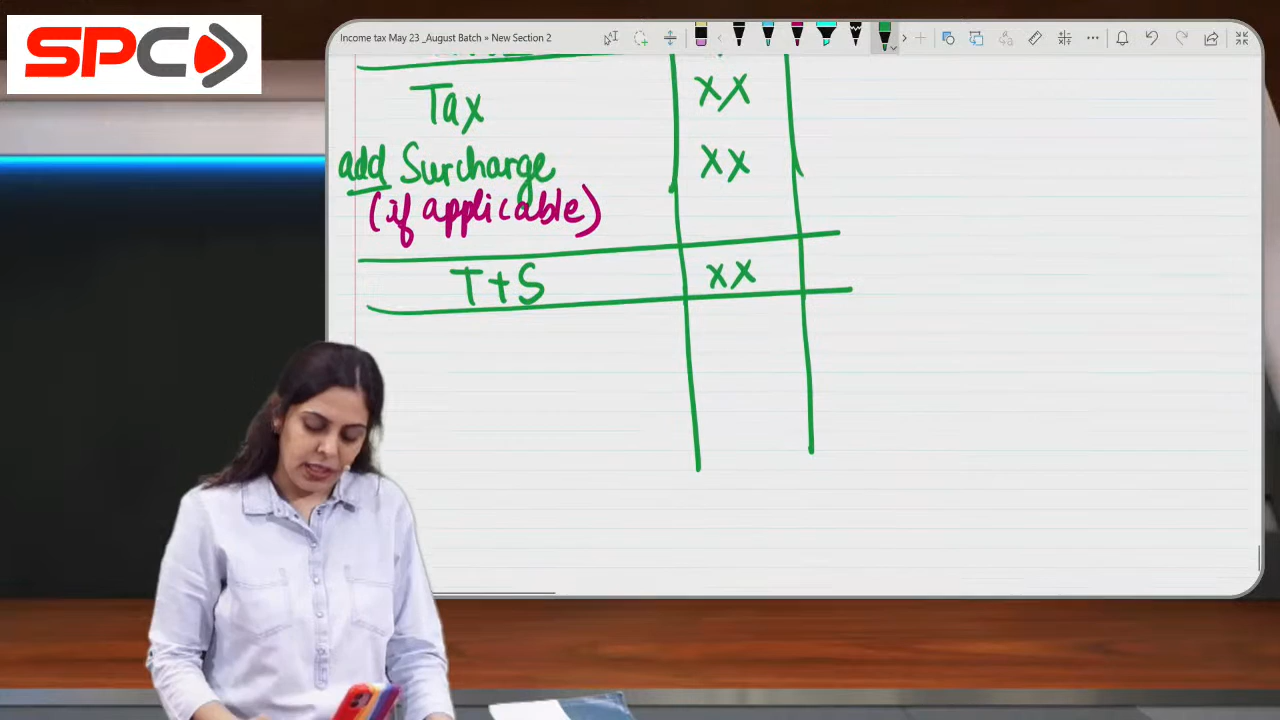 SPC
Income tax May 23 _August Batch » New Section 2
Tax XX
add Surcharge XX
(if applicable)
T+S XX